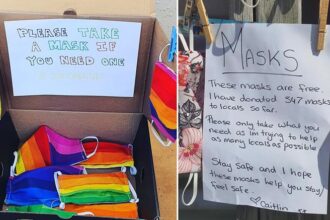 PLEASE TAKE
A MASK IF
YOU NEED ONE
MASKS
These masks are free.
I have donated 547 masks
to locals so far.
Please only take what you
need as I'm trying to help
as many locals as possible
Stay safe and I hope
these masks help you stay/
feel safe.
Caitlin